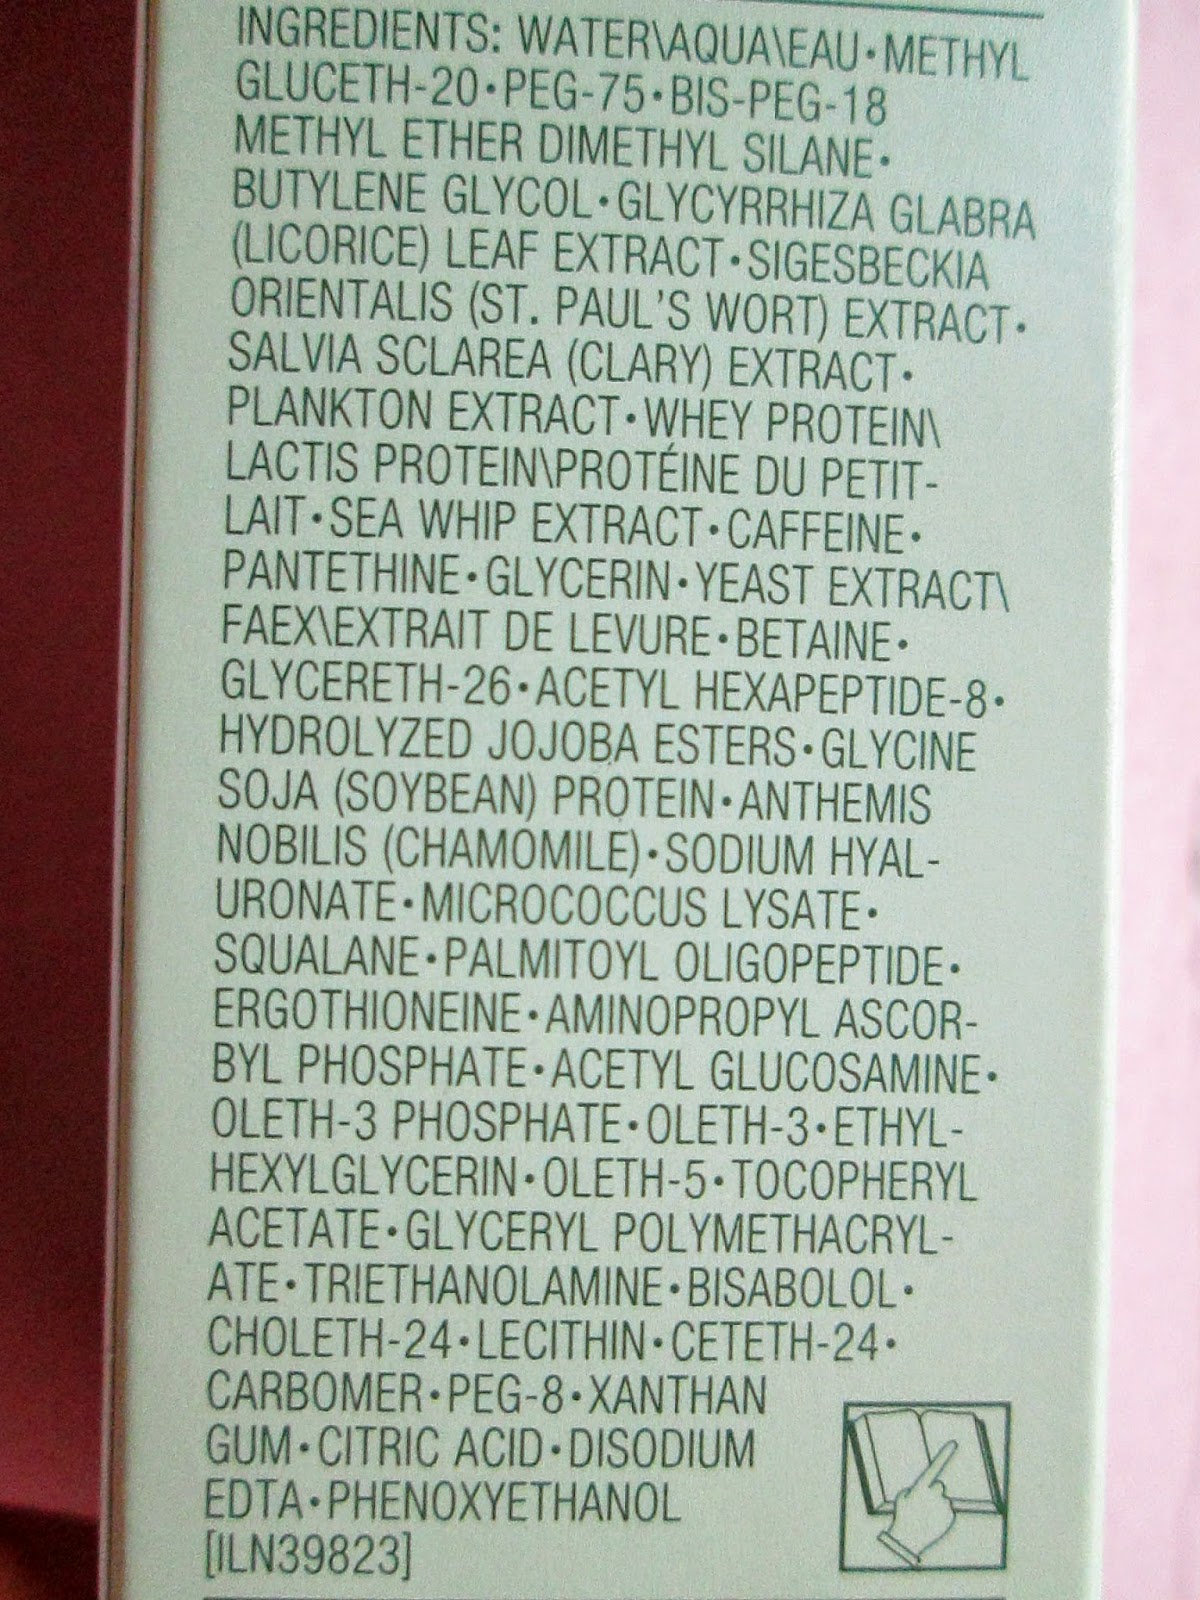 INGREDIENTS: WATER\AQUA\EAU•METHYL
GLUCETH-20•PEG-75•BIS-PEG-18
METHYL ETHER DIMETHYL SILANE•
BUTYLENE GLYCOL•GLYCYRRHIZA GLABRA
(LICORICE) LEAF EXTRACT•SIGESBECKIA
ORIENTALIS (ST. PAUL'S WORT) EXTRACT•
SALVIA SCLAREA (CLARY) EXTRACT•
PLANKTON EXTRACT•WHEY PROTEIN\
LACTIS PROTEIN\PROTÉINE DU PETIT-
LAIT•SEA WHIP EXTRACT•CAFFEINE•
PANTETHINE•GLYCERIN•YEAST EXTRACT\
FAEX\EXTRAIT DE LEVURE•BETAINE•
GLYCERETH-26•ACETYL HEXAPEPTIDE-8•
HYDROLYZED JOJOBA ESTERS•GLYCINE
SOJA (SOYBEAN) PROTEIN•ANTHEMIS
NOBILIS (CHAMOMILE)•SODIUM HYAL-
URONATE•MICROCOCCUS LYSATE•
SQUALANE•PALMITOYL OLIGOPEPTIDE•
ERGOTHIONEINE•AMINOPROPYL ASCOR-
BYL PHOSPHATE•ACETYL GLUCOSAMINE•
OLETH-3 PHOSPHATE•OLETH-3•ETHYL-
HEXYLGLYCERIN•OLETH-5•TOCOPHERYL
ACETATE•GLYCERYL POLYMETHACRYL-
ATE•TRIETHANOLAMINE•BISABOLOL•
CHOLETH-24•LECITHIN•CETETH-24•
CARBOMER•PEG-8•XANTHAN
GUM•CITRIC ACID•DISODIUM
EDTA•PHENOXYETHANOL
[ILN39823]